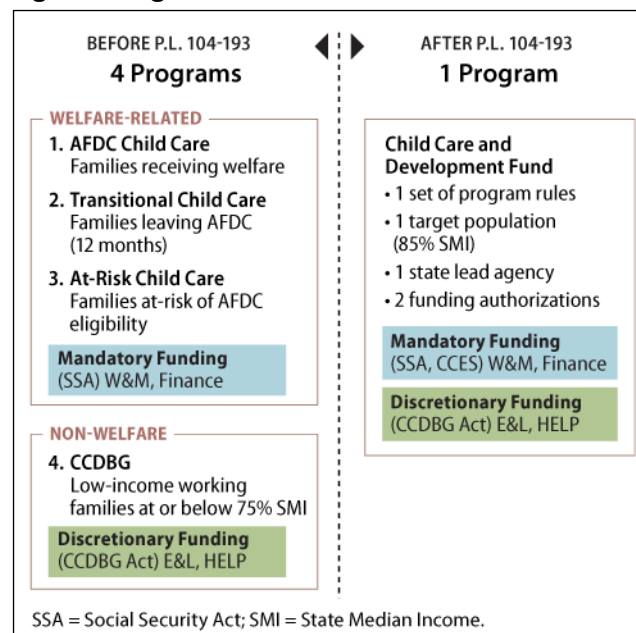 BEFORE P.L. 104-193
4 Programs
WELFARE-RELATED
1. AFDC Child Care
Families receiving welfare
2. Transitional Child Care
Families leaving AFDC
(12 months)
3. At-Risk Child Care
Families at-risk of AFDC
eligibility
Mandatory Funding
(SSA) W&M, Finance
NON-WELFARE
4. CCDBG
Low-income working
families at or below 75% SMI
Discretionary Funding
(CCDBG Act) E&L, HELP
AFTER P.L. 104-193
1 Program
Child Care and
Development Fund
• 1 set of program rules
• 1 target population
(85% SMI)
• 1 state lead agency
• 2 funding authorizations
Mandatory Funding
(SSA, CCES) W&M, Finance
Discretionary Funding
(CCDBG Act) E&L, HELP
SSA = Social Security Act; SMI = State Median Income.